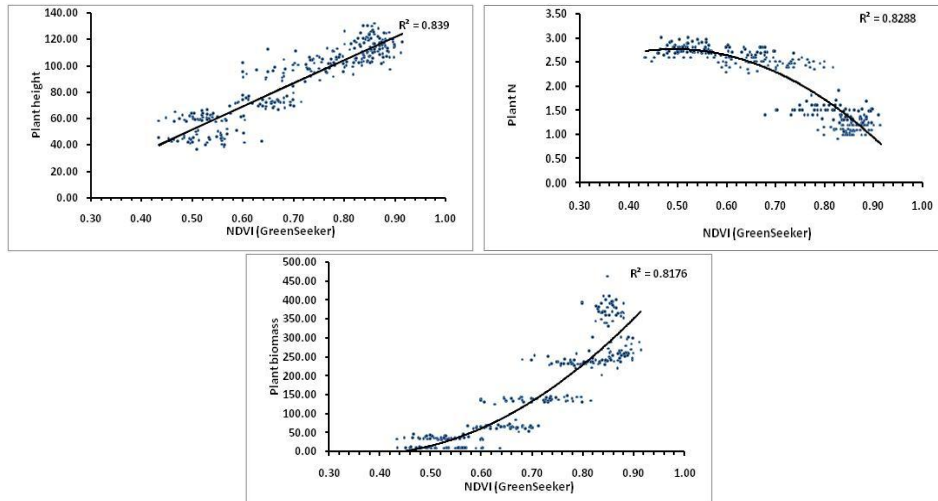 R² = 0.839
Plant height
140.00
120.00
100.00
80.00
60.00
40.00
20.00
0.00
0.30 0.40 0.50 0.60 0.70 0.80 0.90 1.00
NDVI (GreenSeeker)
R² = 0.8288
Plant N
3.50
3.00
2.50
2.00
1.50
1.00
0.50
0.00
0.30 0.40 0.50 0.60 0.70 0.80 0.90 1.00
NDVI (GreenSeeker)
R² = 0.8176
Plant biomass
500.00
450.00
400.00
350.00
300.00
250.00
200.00
150.00
100.00
50.00
0.00
0.30 0.40 0.50 0.60 0.70 0.80 0.90 1.00
NDVI (GreenSeeker)